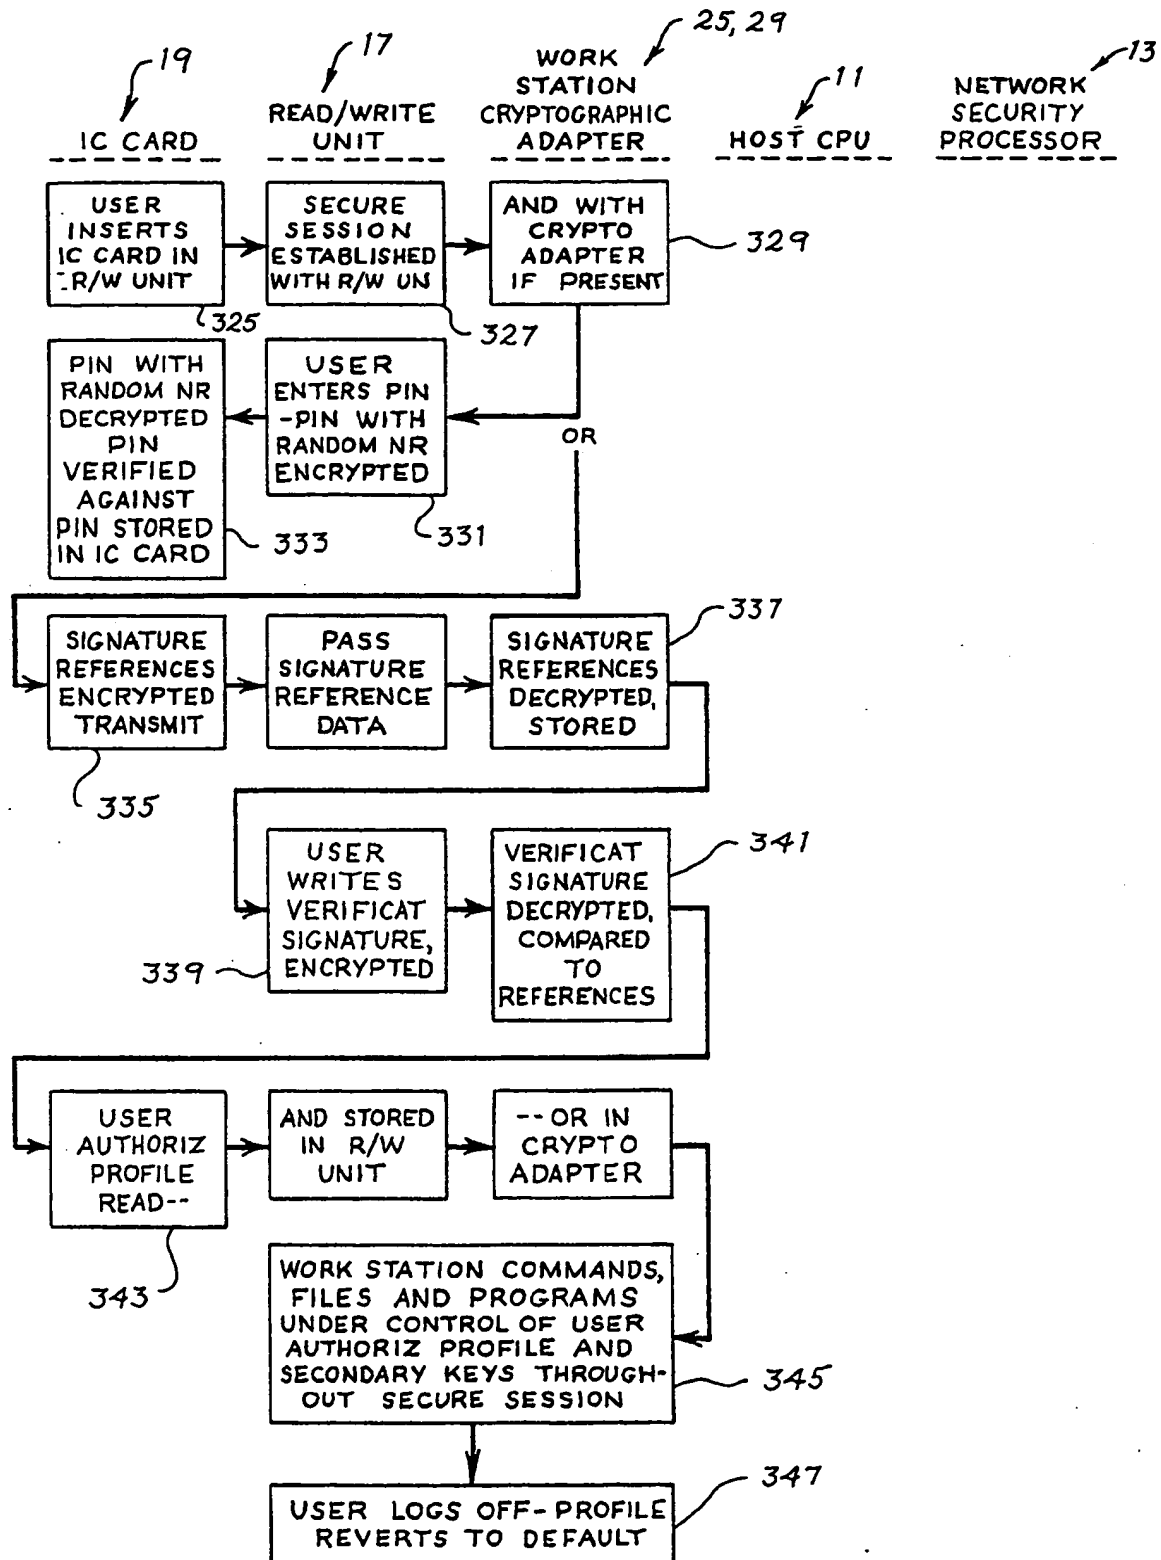 19
IC CARD
17
READ/WRITE
UNIT
25, 29
WORK
STATION
CRYPTOGRAPHIC
ADAPTER
11
HOST CPU
13
NETWORK
SECURITY
PROCESSOR
USER
INSERTS
IC CARD IN
R/W UNIT
325
SECURE
SESSION
ESTABLISHED
WITH R/W UN
327
AND WITH
CRYPTO
ADAPTER
IF PRESENT
329
PIN WITH
RANDOM NR
DECRYPTED
PIN
VERIFIED
AGAINST
PIN STORED
IN IC CARD
333
USER
ENTERS PIN
-PIN WITH
RANDOM NR
ENCRYPTED
331
OR
SIGNATURE
REFERENCES
ENCRYPTED
TRANSMIT
335
PASS
SIGNATURE
REFERENCE
DATA
SIGNATURE
REFERENCES
DECRYPTED,
STORED
337
USER
WRITES
VERIFICAT
SIGNATURE,
ENCRYPTED
339
VERIFICAT
SIGNATURE
DECRYPTED,
COMPARED
TO
REFERENCES
341
USER
AUTHORIZ
PROFILE
READ--
343
AND STORED
IN R/W
UNIT
--OR IN
CRYPTO
ADAPTER
WORK STATION COMMANDS,
FILES AND PROGRAMS
UNDER CONTROL OF USER
AUTHORIZ PROFILE AND
SECONDARY KEYS THROUGH-
OUT SECURE SESSION
345
USER LOGS OFF-PROFILE
REVERTS TO DEFAULT
347